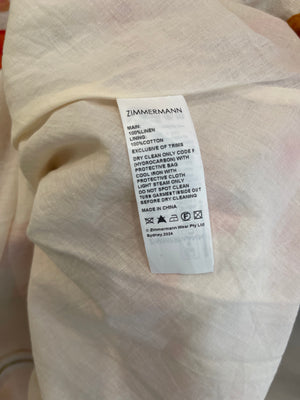 ZIMMERMANN
MAIN:
100%LINEN
LINING:
100%COTTON
EXCLUSIVE OF TRIMS
DRY CLEAN ONLY CODE F
(HYDROCARBON) WITH
PROTECTIVE BAG
COOL IRON WITH
PROTECTIVE CLOTH
LIGHT STEAM ONLY
DO NOT SPOT CLEAN
TURN GARMENT INSIDE OUT
BEFORE DRY CLEANING
MADE IN CHINA
© Zimmermann Wear Pty Ltd
Sydney 2024